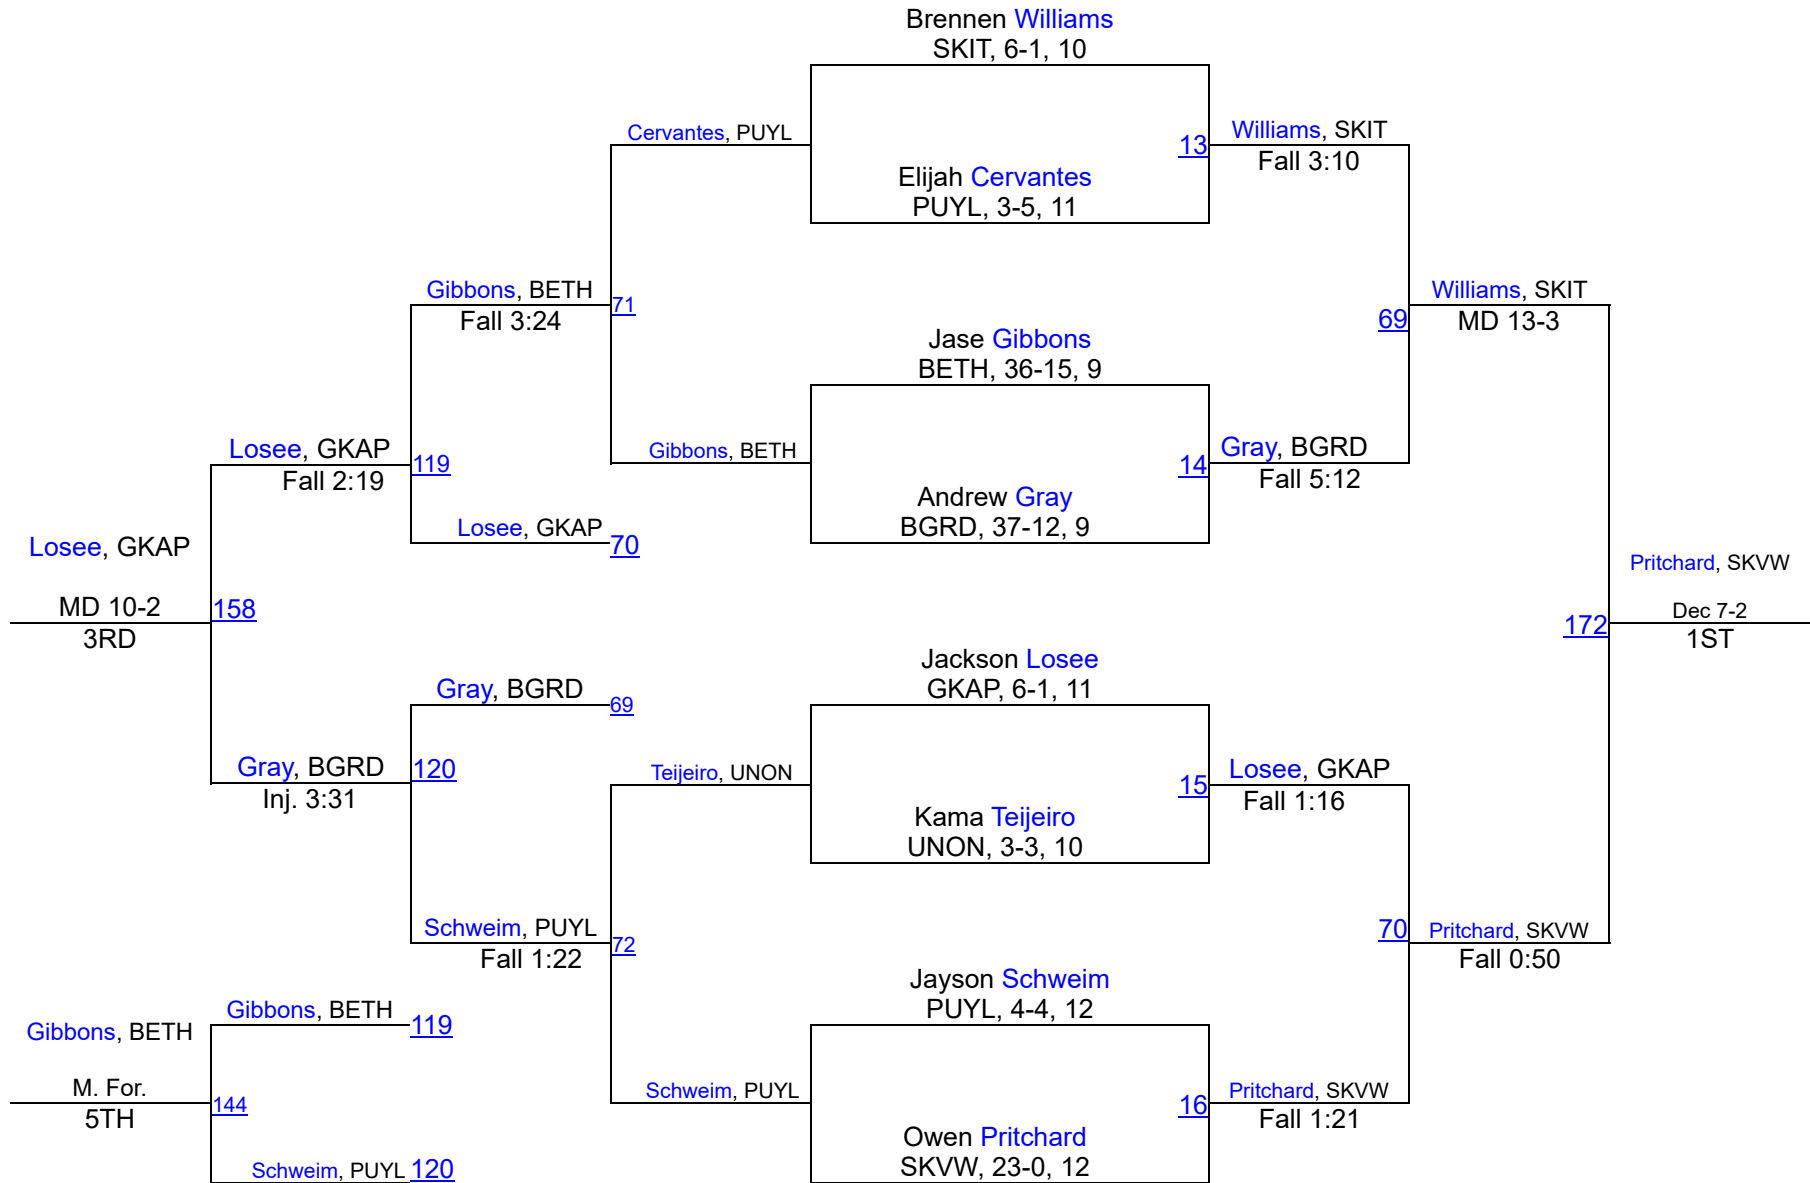 Brennen Williams
SKIT, 6-1, 10
Cervantes, PUYL
13
Williams, SKIT
Fall 3:10
Elijah Cervantes
PUYL, 3-5, 11
Gibbons, BETH
Fall 3:24
71
Williams, SKIT
MD 13-3
69
Jase Gibbons
BETH, 36-15, 9
Losee, GKAP
Fall 2:19
119
Gibbons, BETH
14
Gray, BGRD
Fall 5:12
Andrew Gray
BGRD, 37-12, 9
Losee, GKAP
70
Losee, GKAP
MD 10-2
3RD
158
Pritchard, SKVW
Dec 7-2
1ST
172
Jackson Losee
GKAP, 6-1, 11
Gray, BGRD
69
Gray, BGRD
Inj. 3:31
120
Teijeiro, UNON
15
Losee, GKAP
Fall 1:16
Kama Teijeiro
UNON, 3-3, 10
Schweim, PUYL
Fall 1:22
72
70
Pritchard, SKVW
Fall 0:50
Jayson Schweim
PUYL, 4-4, 12
Gibbons, BETH
119
Gibbons, BETH
M. For.
5TH
144
Schweim, PUYL
16
Pritchard, SKVW
Fall 1:21
Owen Pritchard
SKVW, 23-0, 12
Schweim, PUYL
120